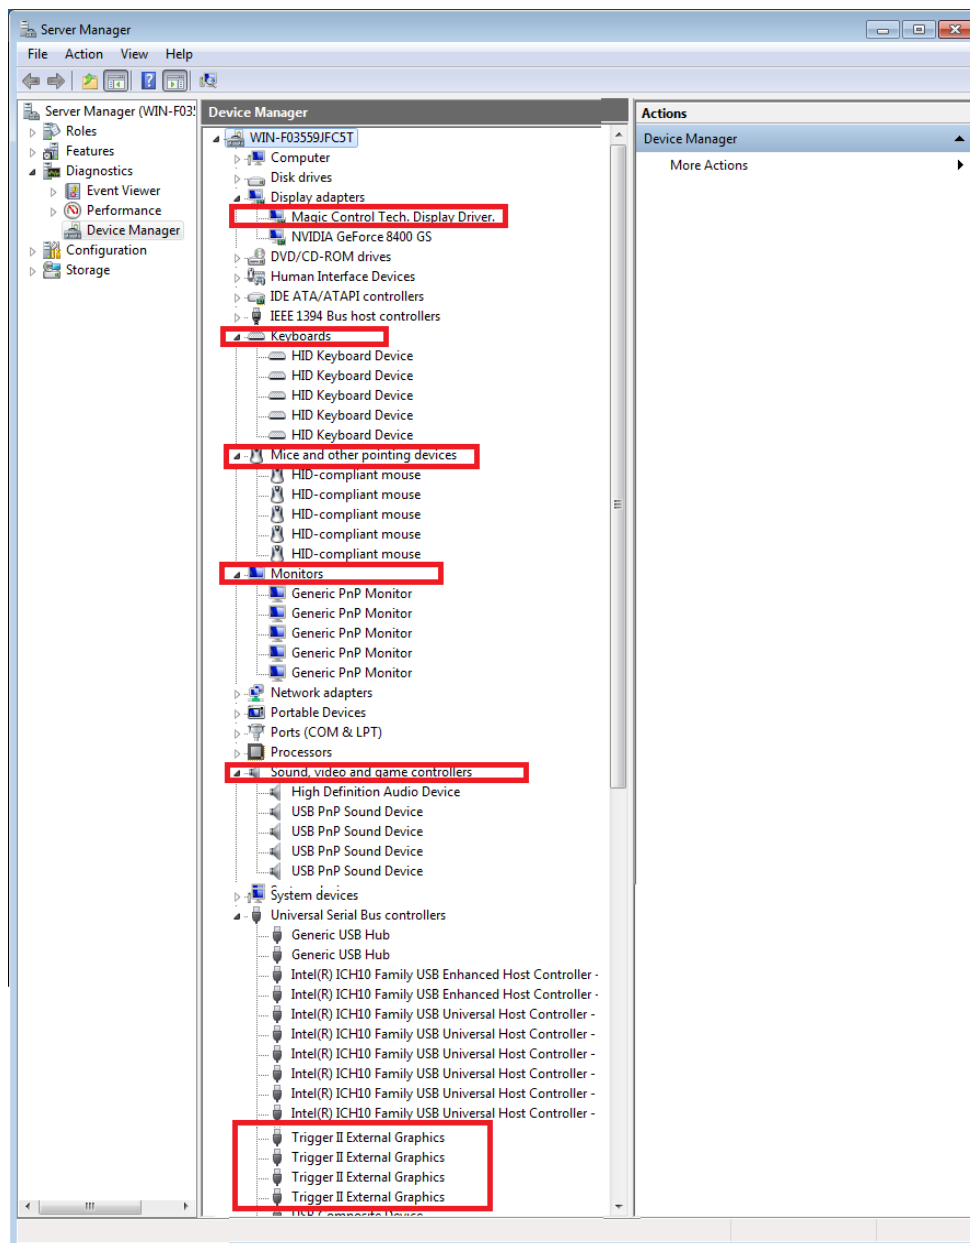 Server Manager
File Action View Help
Server Manager (WIN-F03!
Roles
Features
Diagnostics
Event Viewer
Performance
Device Manager
Configuration
Storage
Device Manager
WIN-F03559JFC5T
Computer
Disk drives
Display adapters
Magic Control Tech. Display Driver.
NVIDIA GeForce 8400 GS
DVD/CD-ROM drives
Human Interface Devices
IDE ATA/ATAPI controllers
IEEE 1394 Bus host controllers
Keyboards
HID Keyboard Device
HID Keyboard Device
HID Keyboard Device
HID Keyboard Device
HID Keyboard Device
Mice and other pointing devices
HID-compliant mouse
HID-compliant mouse
HID-compliant mouse
HID-compliant mouse
HID-compliant mouse
Monitors
Generic PnP Monitor
Generic PnP Monitor
Generic PnP Monitor
Generic PnP Monitor
Generic PnP Monitor
Network adapters
Portable Devices
Ports (COM & LPT)
Processors
Sound, video and game controllers
High Definition Audio Device
USB PnP Sound Device
USB PnP Sound Device
USB PnP Sound Device
USB PnP Sound Device
System devices
Universal Serial Bus controllers
Generic USB Hub
Generic USB Hub
Intel(R) ICH10 Family USB Enhanced Host Controller -
Intel(R) ICH10 Family USB Enhanced Host Controller -
Intel(R) ICH10 Family USB Universal Host Controller -
Intel(R) ICH10 Family USB Universal Host Controller -
Intel(R) ICH10 Family USB Universal Host Controller -
Intel(R) ICH10 Family USB Universal Host Controller -
Intel(R) ICH10 Family USB Universal Host Controller -
Intel(R) ICH10 Family USB Universal Host Controller -
Trigger II External Graphics
Trigger II External Graphics
Trigger II External Graphics
Trigger II External Graphics
USB Composite Device
Actions
Device Manager
More Actions